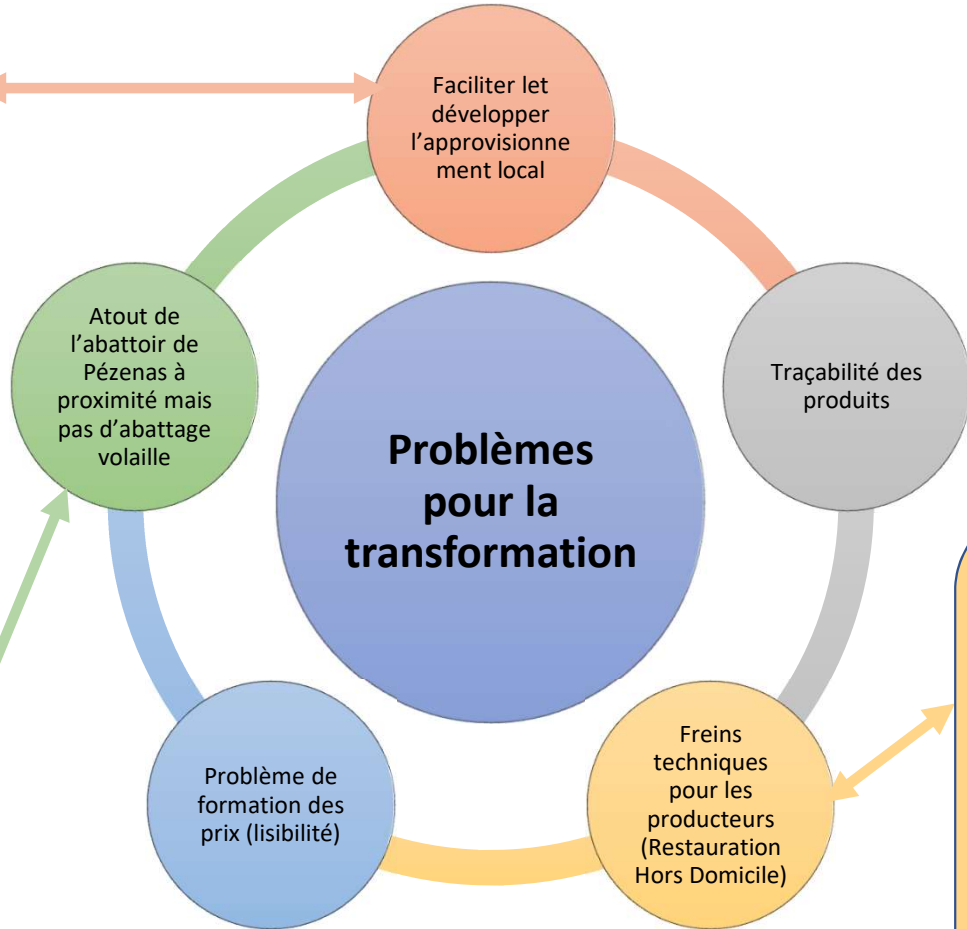 Faciliter let
développer
l’approvisionne
ment local
Traçabilité des
produits
Freins
techniques
pour les
producteurs
(Restauration
Hors Domicile)
Problème de
formation des
prix (lisibilité)
Atout de
l’abattoir de
Pézenas à
proximité mais
pas d’abattage
volaille
Problèmes
pour la
transformation